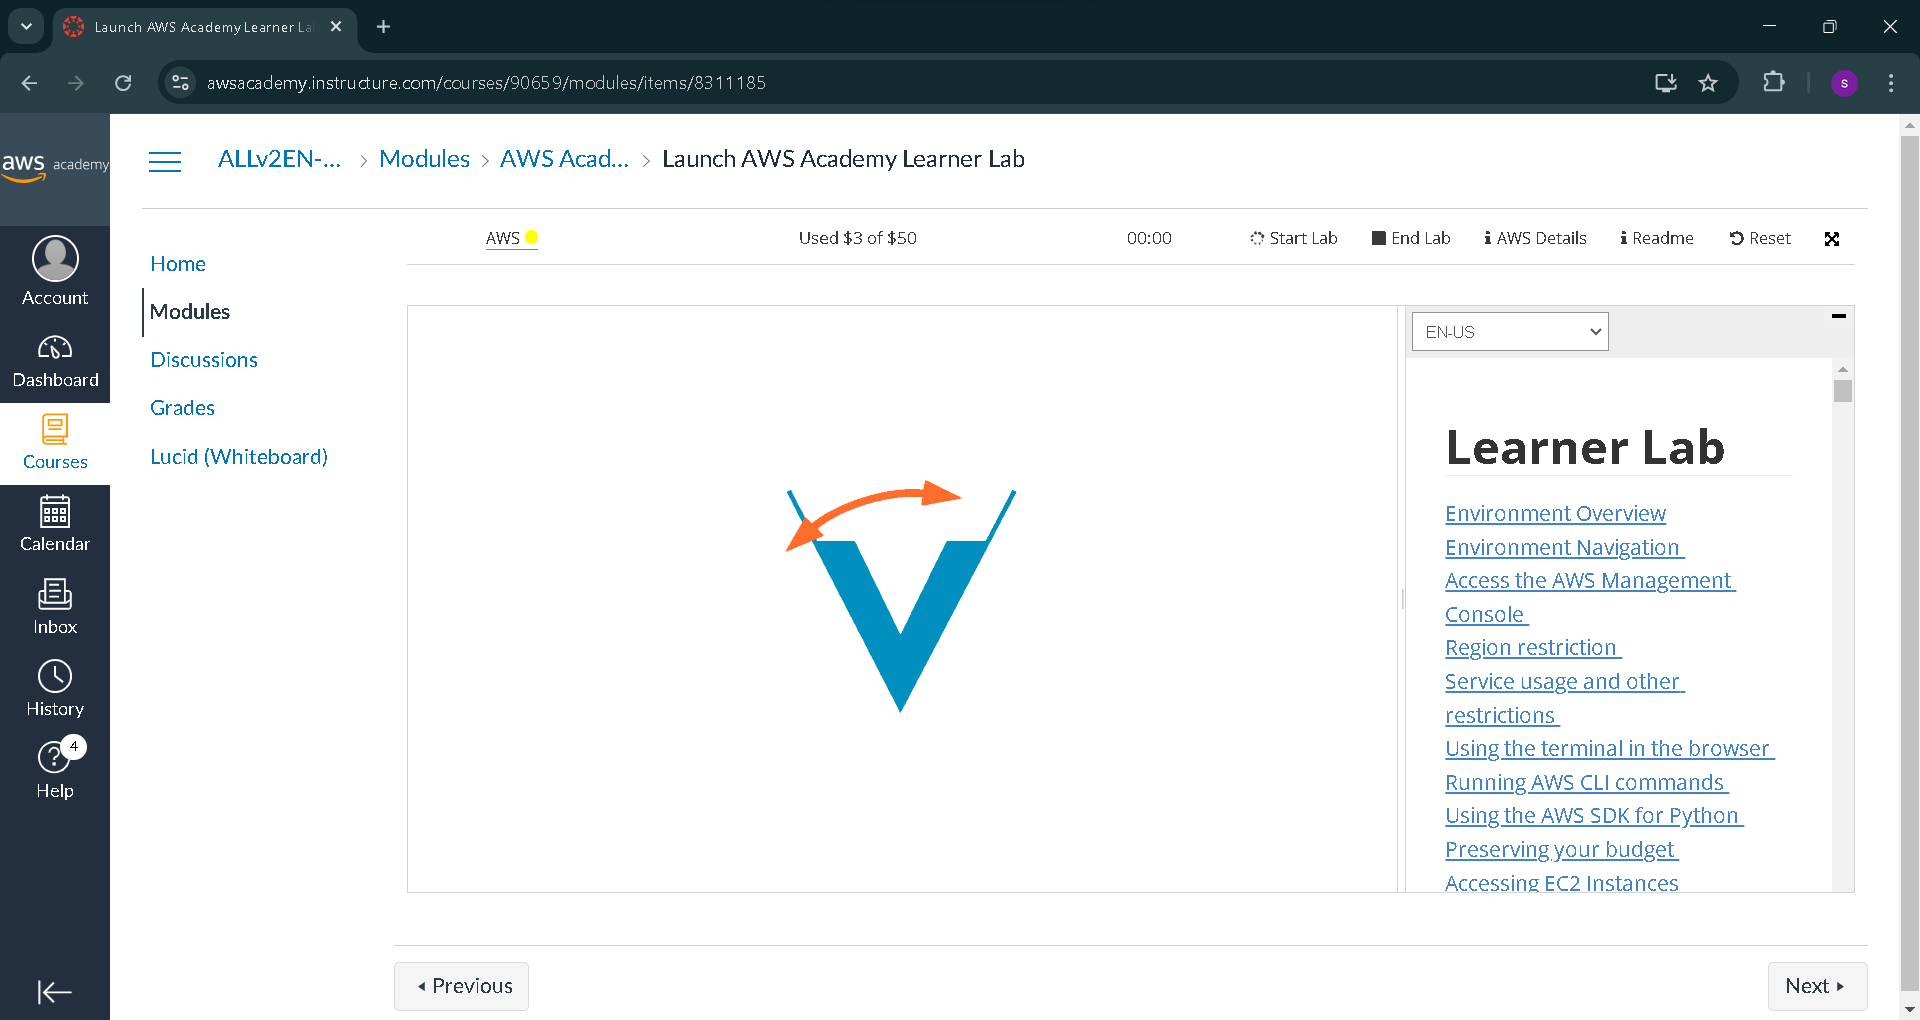 Launch AWS Academy Learner La
awsacademy.instructure.com/courses/90659/modules/items/8311185
s
aws academy
ALLv2EN-... > Modules > AWS Acad... > Launch AWS Academy Learner Lab
AWS Used $3 of $50 00:00 Start Lab End Lab AWS Details Readme Reset
Account
Dashboard
Courses
Calendar
Inbox
History
4
Help
Home
Modules
Discussions
Grades
Lucid (Whiteboard)
EN-US
Learner Lab
Environment Overview
Environment Navigation
Access the AWS Management
Console
Region restriction
Service usage and other
restrictions
Using the terminal in the browser
Running AWS CLI commands
Using the AWS SDK for Python
Preserving your budget
Accessing EC2 Instances
Previous
Next